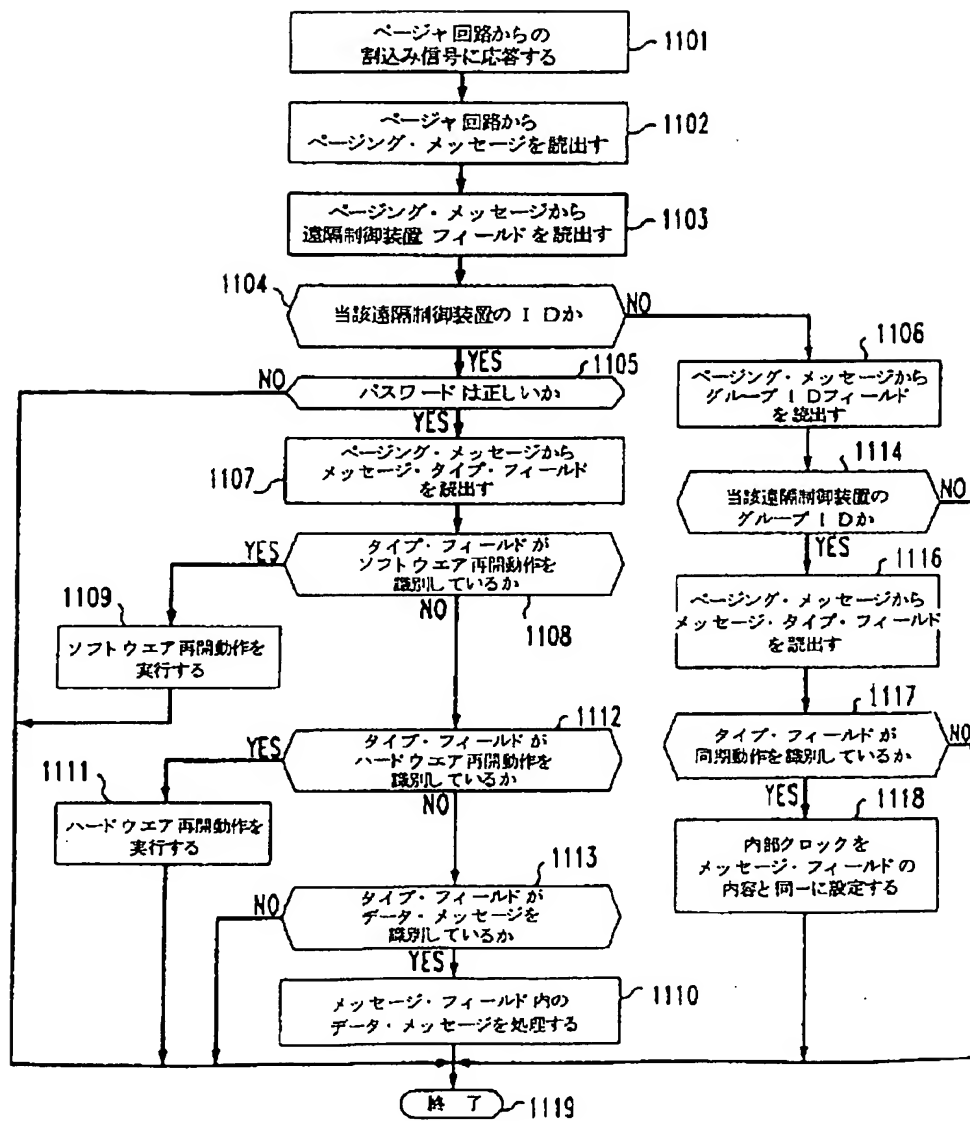 ページャ回路からの
割込み信号に応答する
1101
ページャ回路から
ページング・メッセージを読出す
1102
ページング・メッセージから
遠隔制御装置フィールドを読出す
1103
1104
当該遠隔制御装置のIDか
NO
YES
1105
NO
パスワードは正しいか
YES
1106
ページング・メッセージから
グループIDフィールド
を読出す
1107
ページング・メッセージから
メッセージ・タイプ・フィールド
を読出す
1114
当該遠隔制御装置の
グループIDか
NO
YES
YES
タイプ・フィールドが
ソフトウエア再開動作を
識別しているか
NO
1108
1109
ソフトウエア再開動作を
実行する
1116
ページング・メッセージから
メッセージ・タイプ・フィールド
を読出す
1112
YES
タイプ・フィールドが
ハードウエア再開動作を
識別しているか
NO
1117
タイプ・フィールドが
同期動作を識別しているか
NO
YES
1111
ハードウエア再開動作を
実行する
1118
内部クロックを
メッセージ・フィールドの
内容と同一に設定する
1113
NO
タイプ・フィールドが
データ・メッセージを
識別しているか
YES
メッセージ・フィールド内の
データ・メッセージを処理する
1110
終了
1119